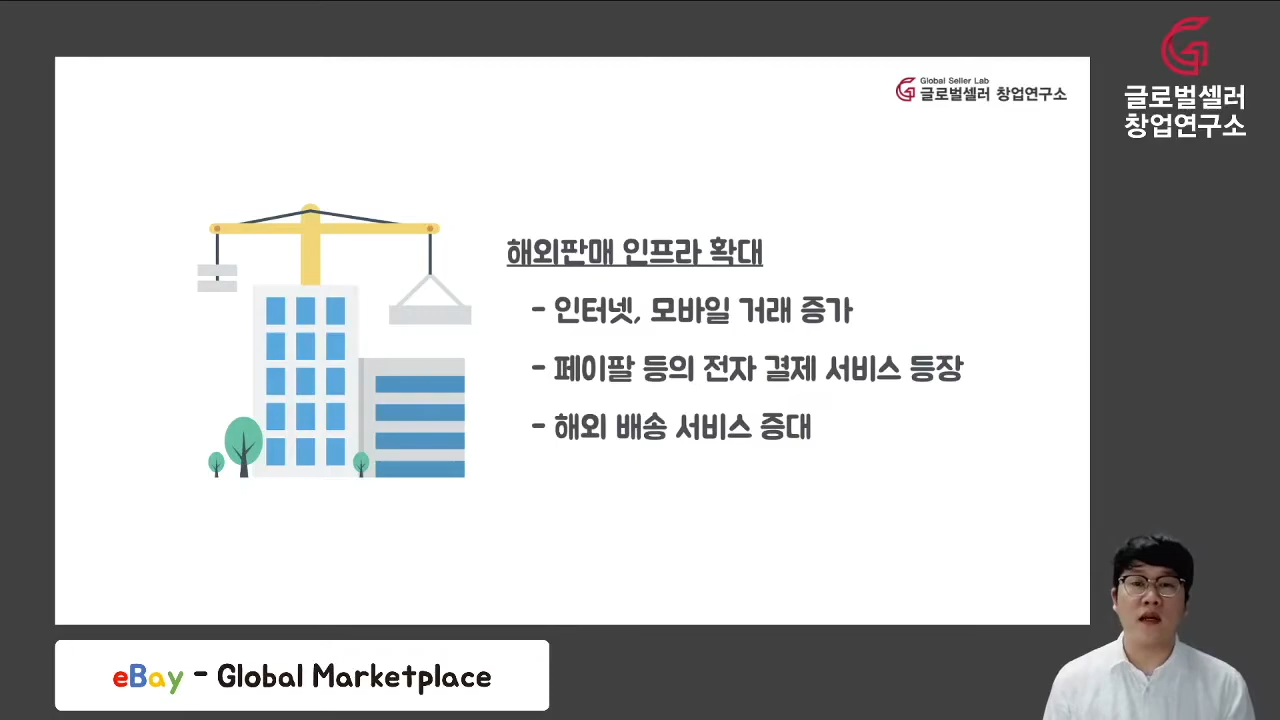 Global Seller Lab
글로벌셀러 창업연구소
글로벌셀러
창업연구소
해외판매 인프라 확대
- 인터넷, 모바일 거래 증가
- 페이팔 등의 전자 결제 서비스 등장
- 해외 배송 서비스 증대
eBay - Global Marketplace